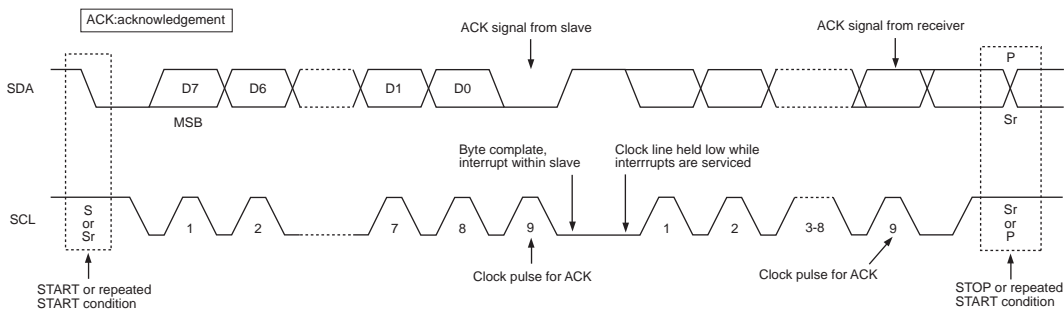 ACK:acknowledgement
ACK signal from slave
ACK signal from receiver
P
SDA
D7
D6
D1
D0
MSB
Sr
Byte complate,
interrupt within slave
Clock line held low while
interrrupts are serviced
SCL
S
or
Sr
1
2
7
8
9
1
2
3-8
9
Sr
or
P
Clock pulse for ACK
Clock pulse for ACK
START or repeated
START condition
STOP or repeated
START condition